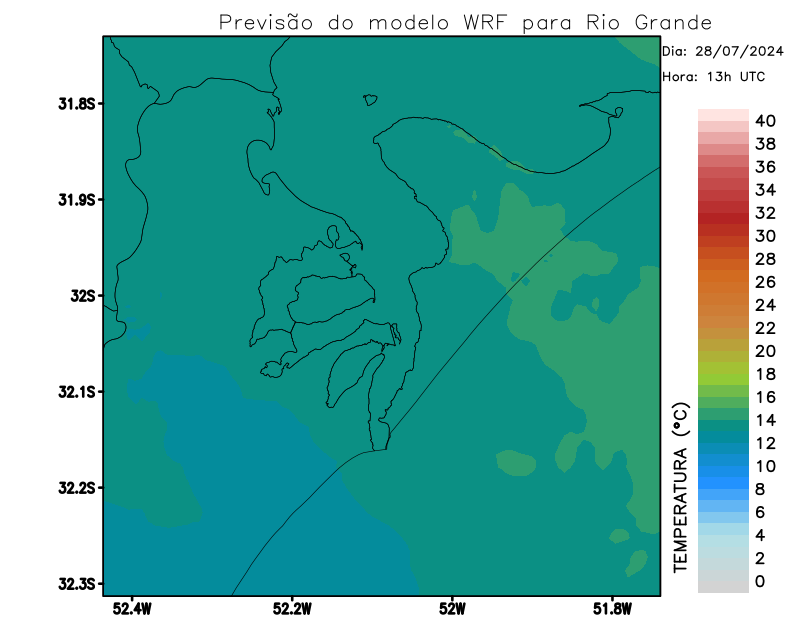 Previsão do modelo WRF para Rio Grande
Dia: 28/07/2024
Hora: 13h UTC
31.8S
31.9S
32S
32.1S
32.2S
32.3S
52.4W
52.2W
52W
51.8W
TEMPERATURA (°C)
40
38
36
34
32
30
28
26
24
22
20
18
16
14
12
10
8
6
4
2
0